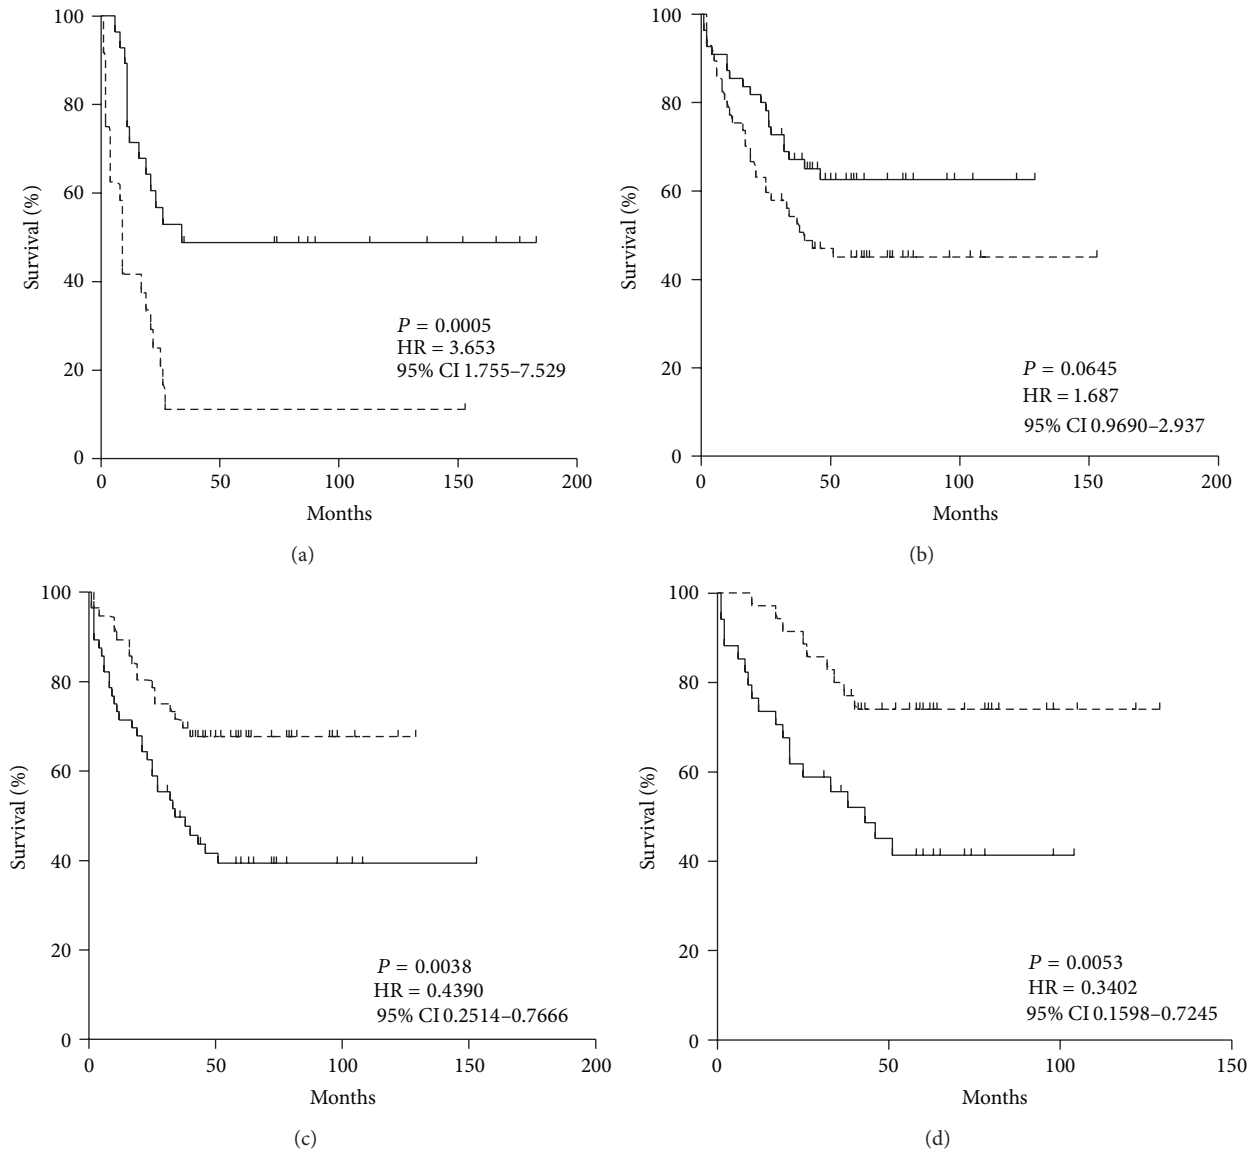 100
80
60
40
20
0
Survival (%)
0 50 100 150 200
Months
P = 0.0005
HR = 3.653
95% CI 1.755–7.529
(a)
100
80
60
40
20
0
Survival (%)
0 50 100 150 200
Months
P = 0.0645
HR = 1.687
95% CI 0.9690–2.937
(b)
100
80
60
40
20
0
Survival (%)
0 50 100 150 200
Months
P = 0.0038
HR = 0.4390
95% CI 0.2514–0.7666
(c)
100
80
60
40
20
0
Survival (%)
0 50 100 150
Months
P = 0.0053
HR = 0.3402
95% CI 0.1598–0.7245
(d)